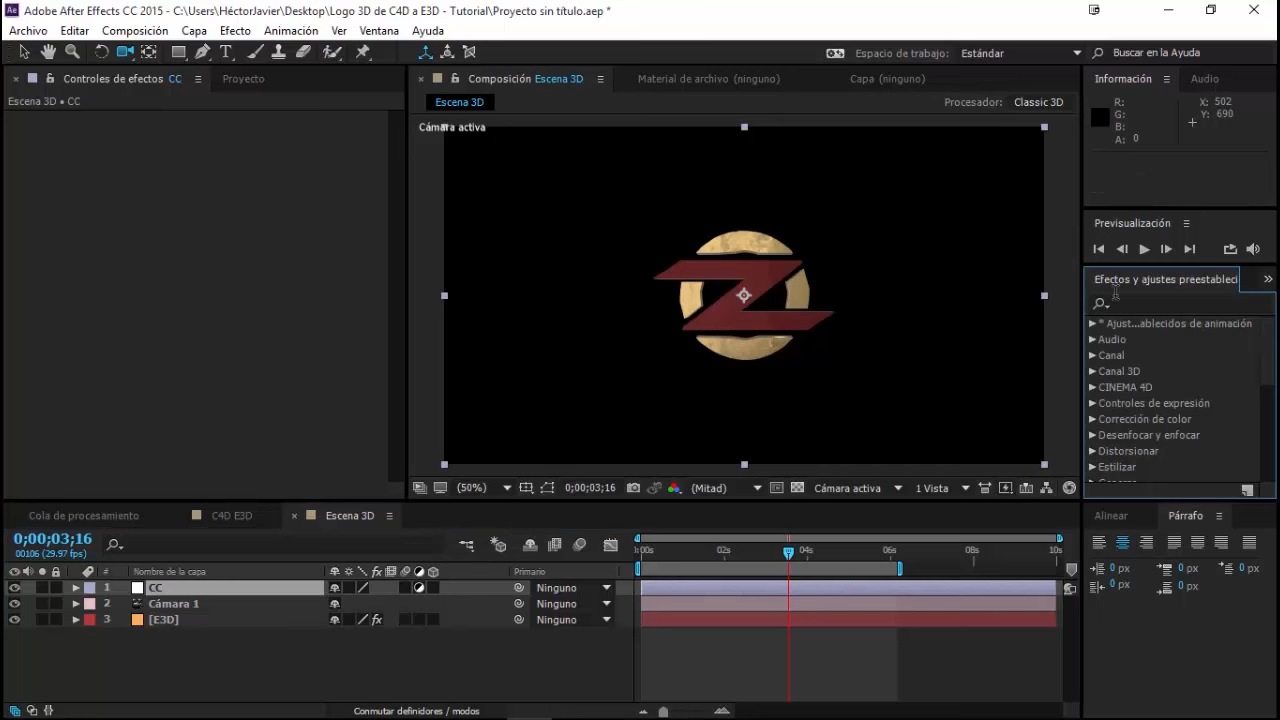 Adobe After Effects CC 2015 - C:\Users\HéctorJavier\Desktop\Logo 3D de C4D a E3D - Tutorial\Proyecto sin título.aep *
Archivo Editar Composición Capa Efecto Animación Ver Ventana Ayuda
Espacio de trabajo: Estándar Buscar en la Ayuda
Controles de efectos CC Proyecto
Composición Escena 3D Material de archivo (ninguno) Capa (ninguno)
Información Audio
Escena 3D • CC
Escena 3D Procesador: Classic 3D
R: X: 502
G: Y: 690
B:
A: 0
Cámara activa
Previsualización
Efectos y ajustes preestableci
* Ajust...ablecidos de animación
Audio
Canal
Canal 3D
CINEMA 4D
Controles de expresión
Corrección de color
Desenfocar y enfocar
Distorsionar
Estilizar
(50%) 0;00;03;16 (Mitad) Cámara activa 1 Vista
Cola de procesamiento C4D E3D Escena 3D
Alinear Párrafo
0;00;03;16
00106 (29.97 fps)
:00s 02s 04s 06s 08s 10s
# Nombre de la capa Primario
1 CC Ninguno
2 Cámara 1 Ninguno
3 [E3D] Ninguno
0 px 0 px 0 px
0 px 0 px
Conmutar definidores / modos